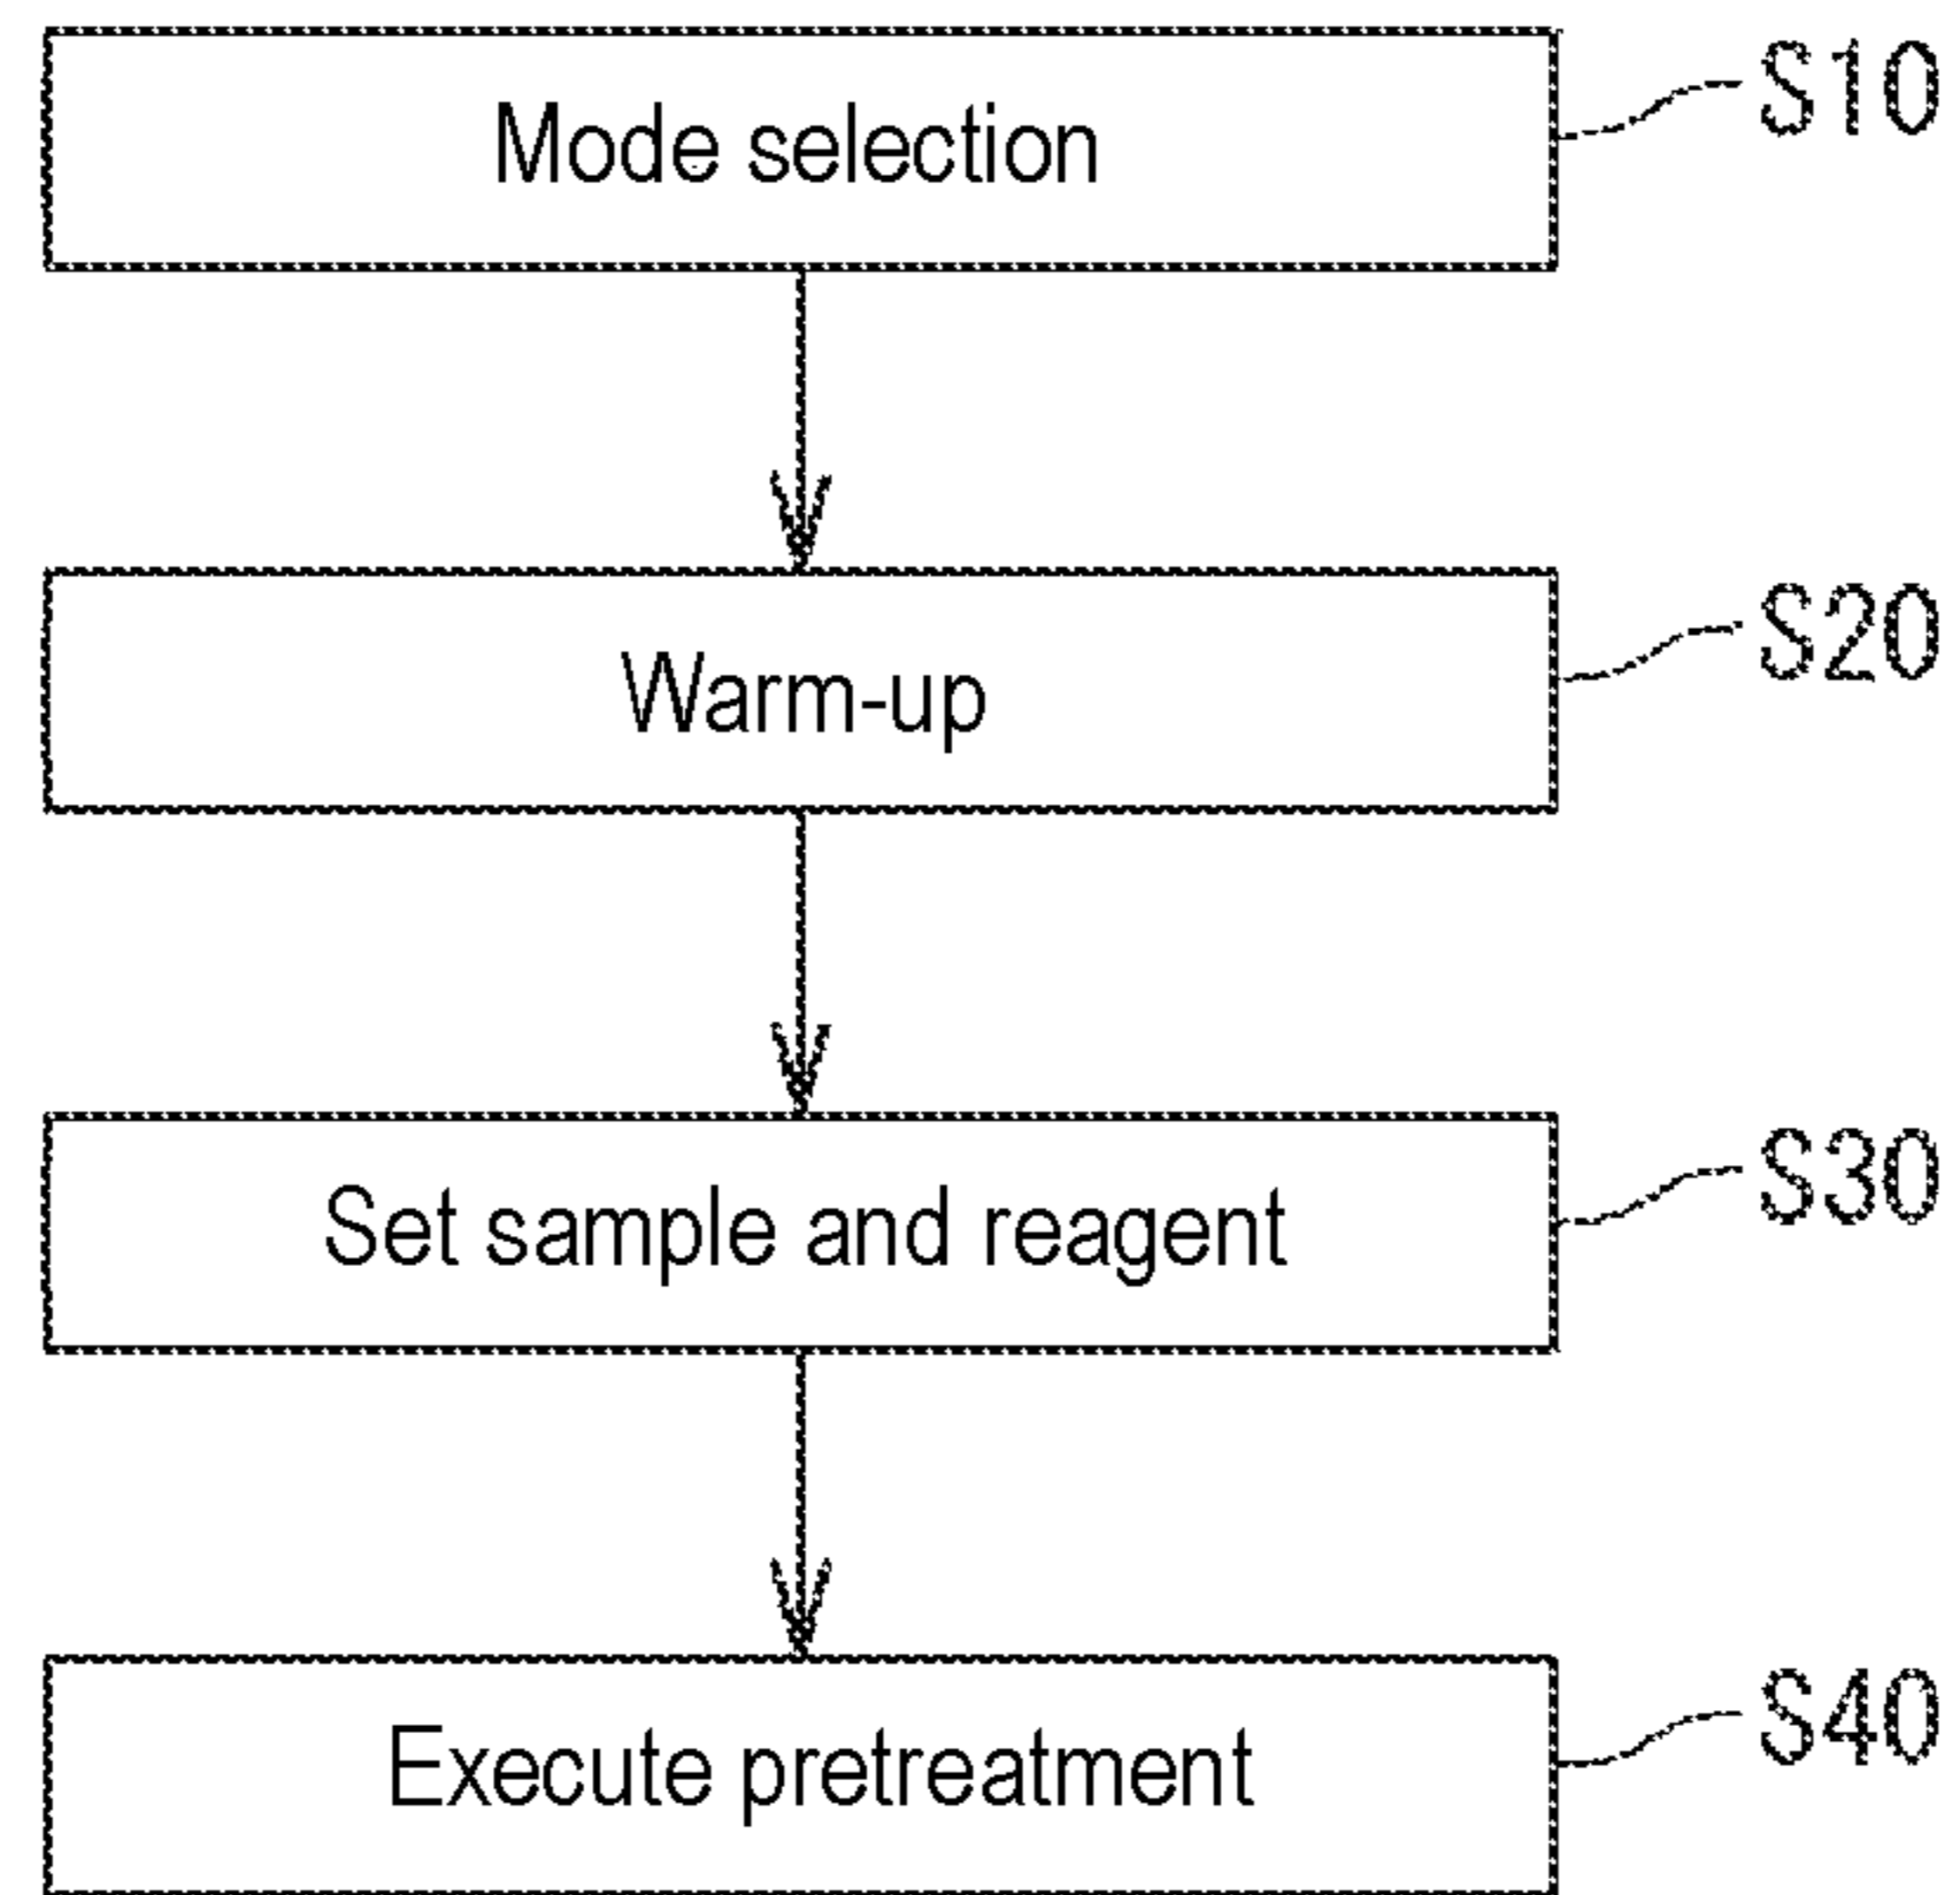 Mode selection
S10
Warm-up
S20
Set sample and reagent
S30
Execute pretreatment
S40